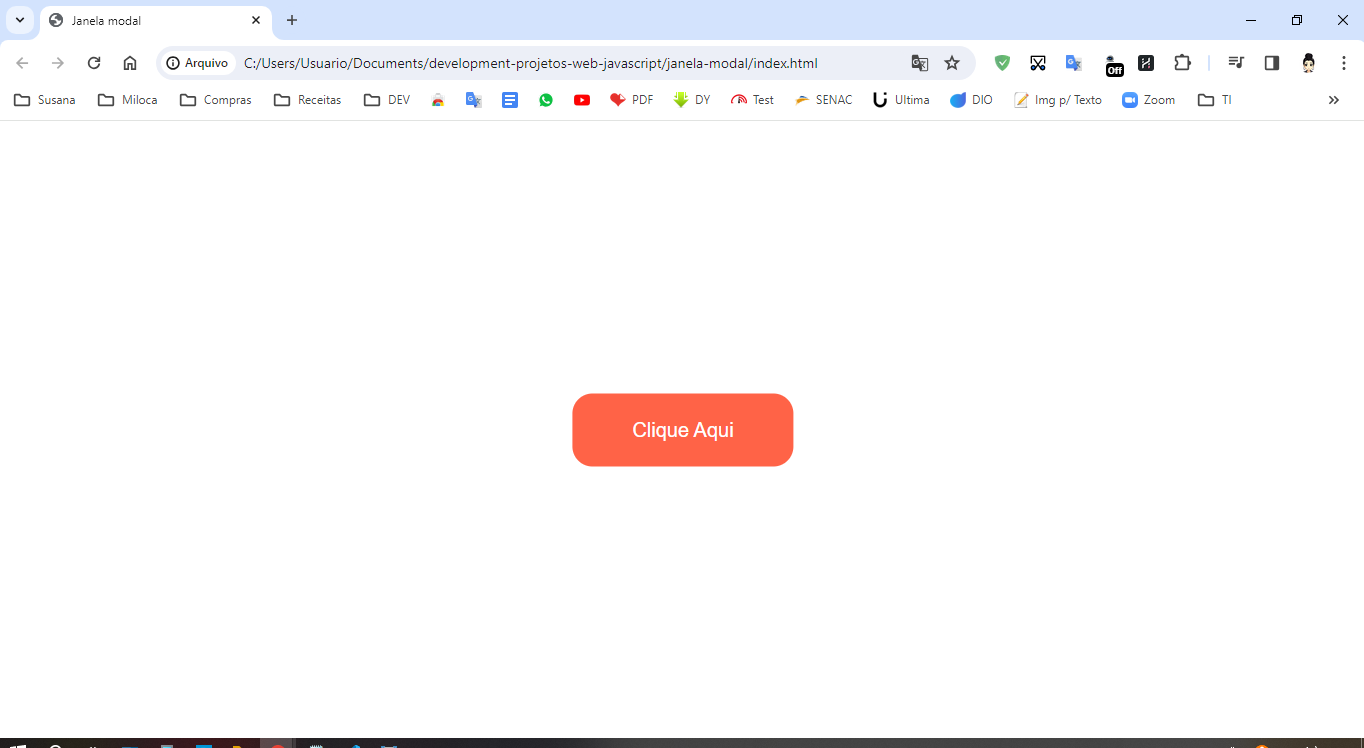 Janela modal
Arquivo C:/Users/Usuario/Documents/development-projetos-web-javascript/janela-modal/index.html
Off
Susana Miloca Compras Receitas DEV PDF DY Test SENAC Ultima DIO Img p/ Texto Zoom TI
Clique Aqui